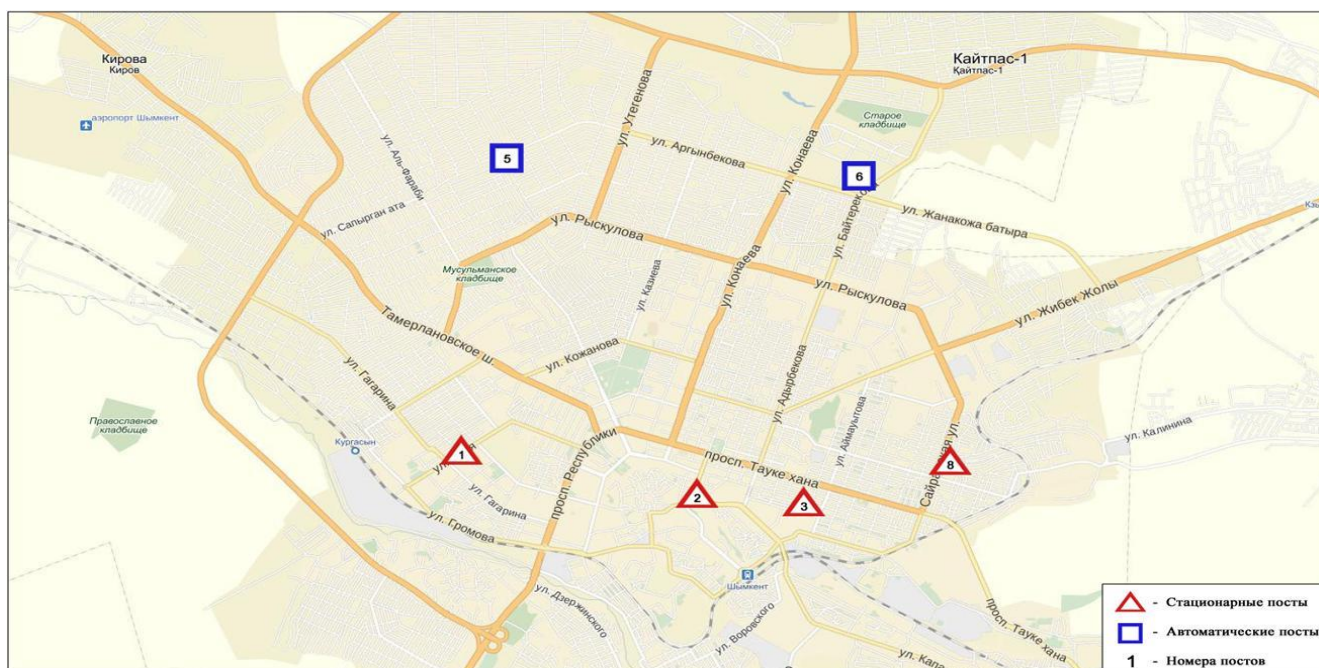 Кирова
Киров
Кайтпас-1
Қайтпас-1
аэропорт Шымкент
ул. Утегенова
Старое
кладбище
ул. Аргынбекова
ул. Конаева
5
6
ул. Аль-Фараби
ул. Байтерекова
ул. Жанакожа батыра
ул. Сапырган ата
ул. Рыскулова
Мусульманское
кладбище
ул. Казиева
ул. Конаева
ул. Рыскулова
ул. Жибек Жолы
Тамерлановское ш.
ул. Кожанова
ул. Гагарина
ул. Адырбекова
ул. Аймауытова
Православное
кладбище
Кургасын
1
просп. Республики
просп. Тауке хана
8
ул. Калинина
2
3
ул. Гагарина
ул. Громова
Шымкент
ул. Дзержинского
ул. Воровского
просп. Тауке хана
- Стационарные посты
- Автоматические посты
1 - Номера постов